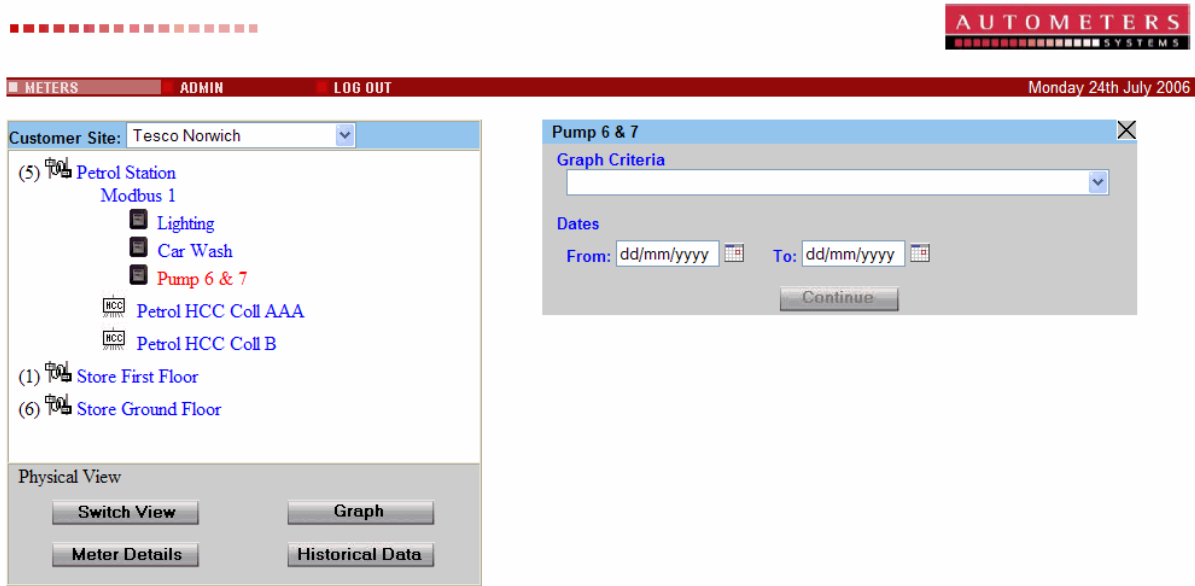 AUTOMETERS
SYSTEMS
METERS ADMIN LOG OUT Monday 24th July 2006
Customer Site: Tesco Norwich
(5) Petrol Station
Modbus 1
Lighting
Car Wash
Pump 6 & 7
HCC Petrol HCC Coll AAA
HCC Petrol HCC Coll B
(1) Store First Floor
(6) Store Ground Floor
Physical View
Switch View Graph
Meter Details Historical Data
Pump 6 & 7
Graph Criteria
Dates
From: dd/mm/yyyy To: dd/mm/yyyy
Continue